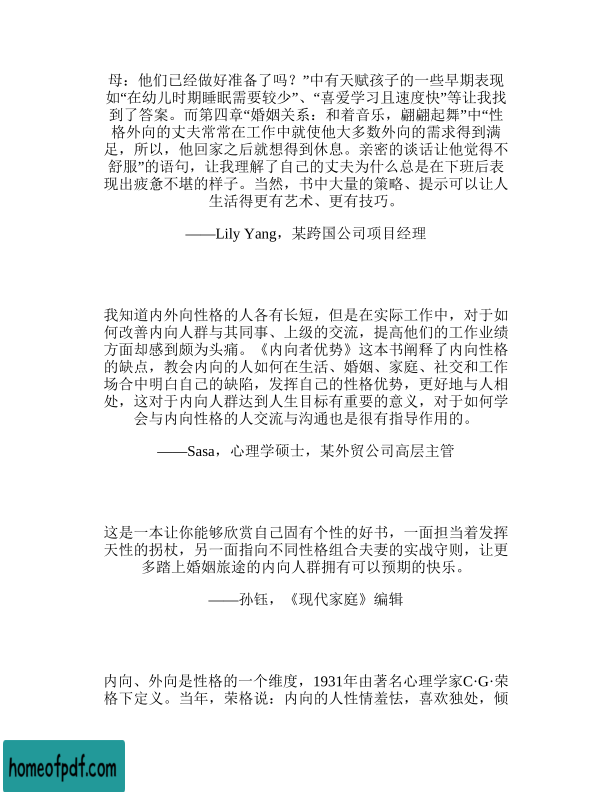 母：他们已经做好准备了吗？”中有天赋孩子的一些早期表现
如“在幼儿时期睡眠需要较少”、“喜爱学习且速度快”等让我找
到了答案。而第四章“婚姻关系：和着音乐，翩翩起舞”中“性
格外向的丈夫常常在工作中就使他大多数外向的需求得到满
足，所以，他回家之后就想得到休息。亲密的谈话让他觉得不
舒服”的语句，让我理解了自己的丈夫为什么总是在下班后表
现出疲惫不堪的样子。当然，书中大量的策略、提示可以让人
生活得更有艺术、更有技巧。
——Lily Yang，某跨国公司项目经理
我知道内外向性格的人各有长短，但是在实际工作中，对于如
何改善内向人群与其同事、上级的交流，提高他们的工作业绩
方面却感到颇为头痛。《内向者优势》这本书阐释了内向性格
的缺点，教会内向的人如何在生活、婚姻、家庭、社交和工作
场合中明白自己的缺陷，发挥自己的性格优势，更好地与人相
处，这对于内向人群达到人生目标有重要的意义，对于如何学
会与内向性格的人交流与沟通也是很有指导作用的。
——Sasa，心理学硕士，某外贸公司高层主管
这是一本让你能够欣赏自己固有个性的好书，一面担当着发挥
天性的拐杖，另一面指向不同性格组合夫妻的实战守则，让更
多踏上婚姻旅途的内向人群拥有可以预期的快乐。
——孙钰，《现代家庭》编辑
内向、外向是性格的一个维度，1931年由著名心理学家C·G·荣
格下定义。当年，荣格说：内向的人性情羞怯，喜欢独处，倾
homeofpdf.com